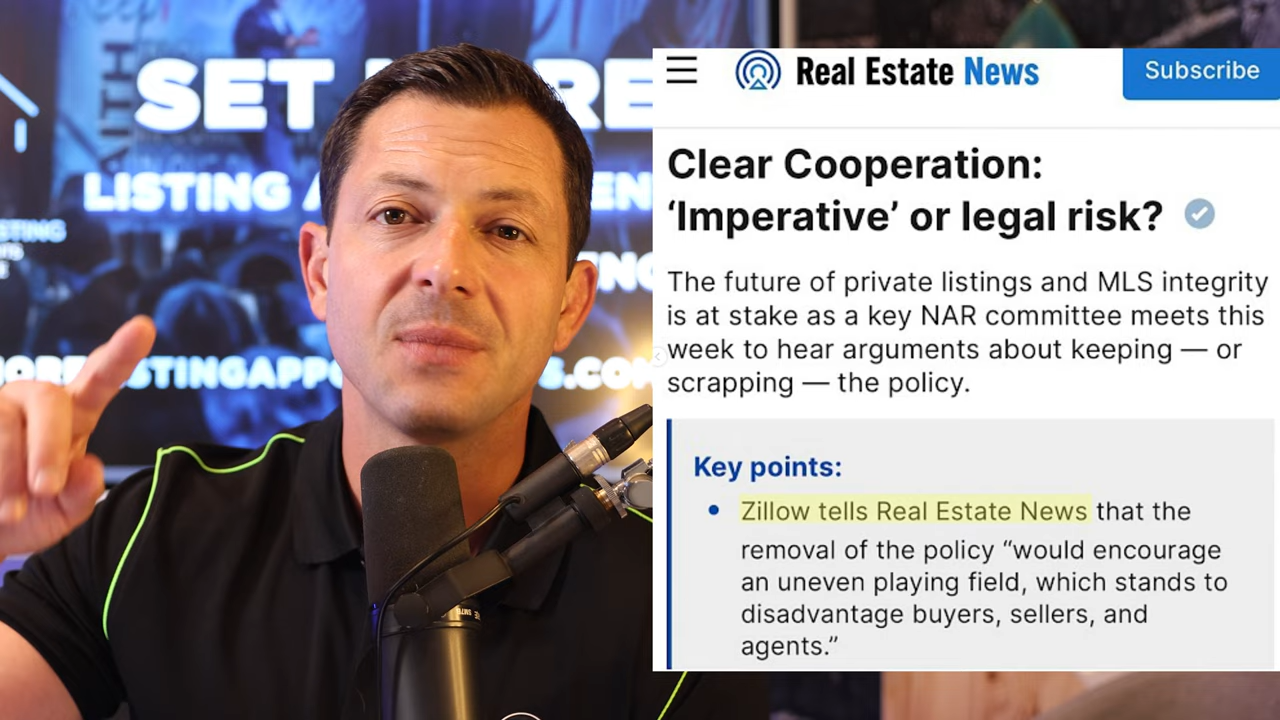 SET
LISTING
Real Estate News
Subscribe
Clear Cooperation:
‘Imperative’ or legal risk?
The future of private listings and MLS integrity
is at stake as a key NAR committee meets this
week to hear arguments about keeping — or
scrapping — the policy.
Key points:
• Zillow tells Real Estate News that the
removal of the policy “would encourage
an uneven playing field, which stands to
disadvantage buyers, sellers, and
agents.”